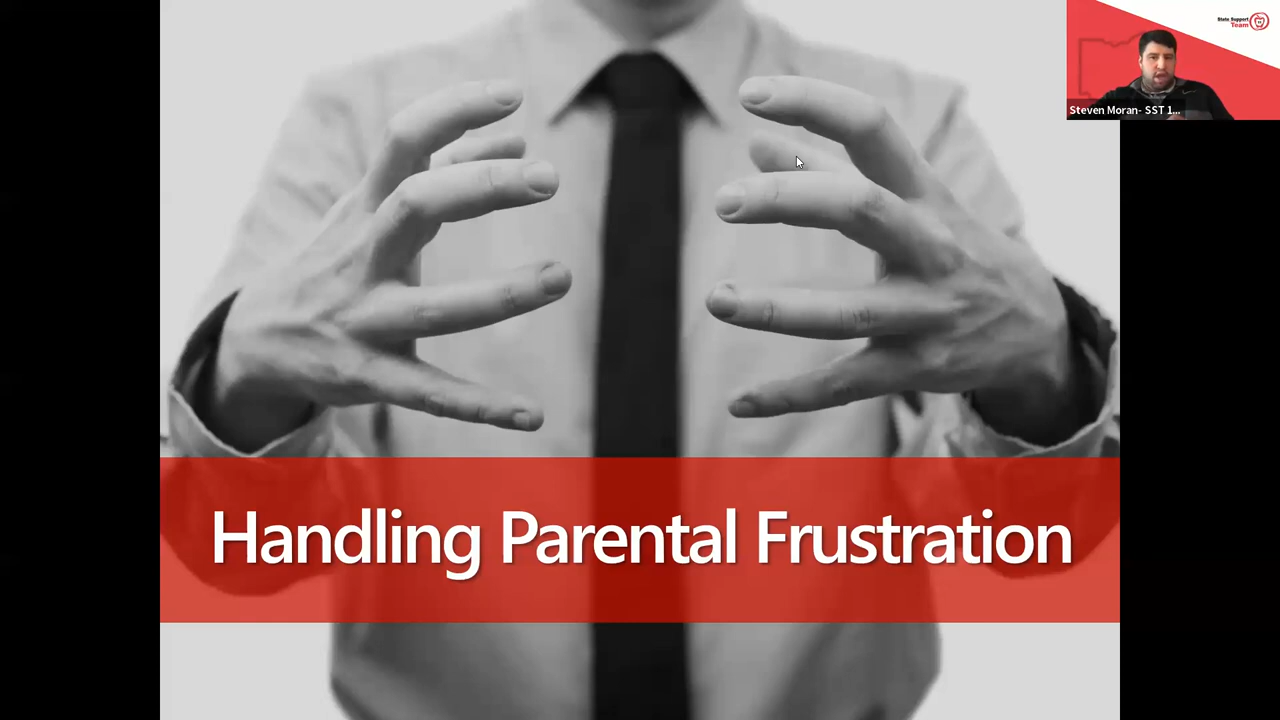 State Support
Team
Steven Moran- SST 1...
Handling Parental Frustration